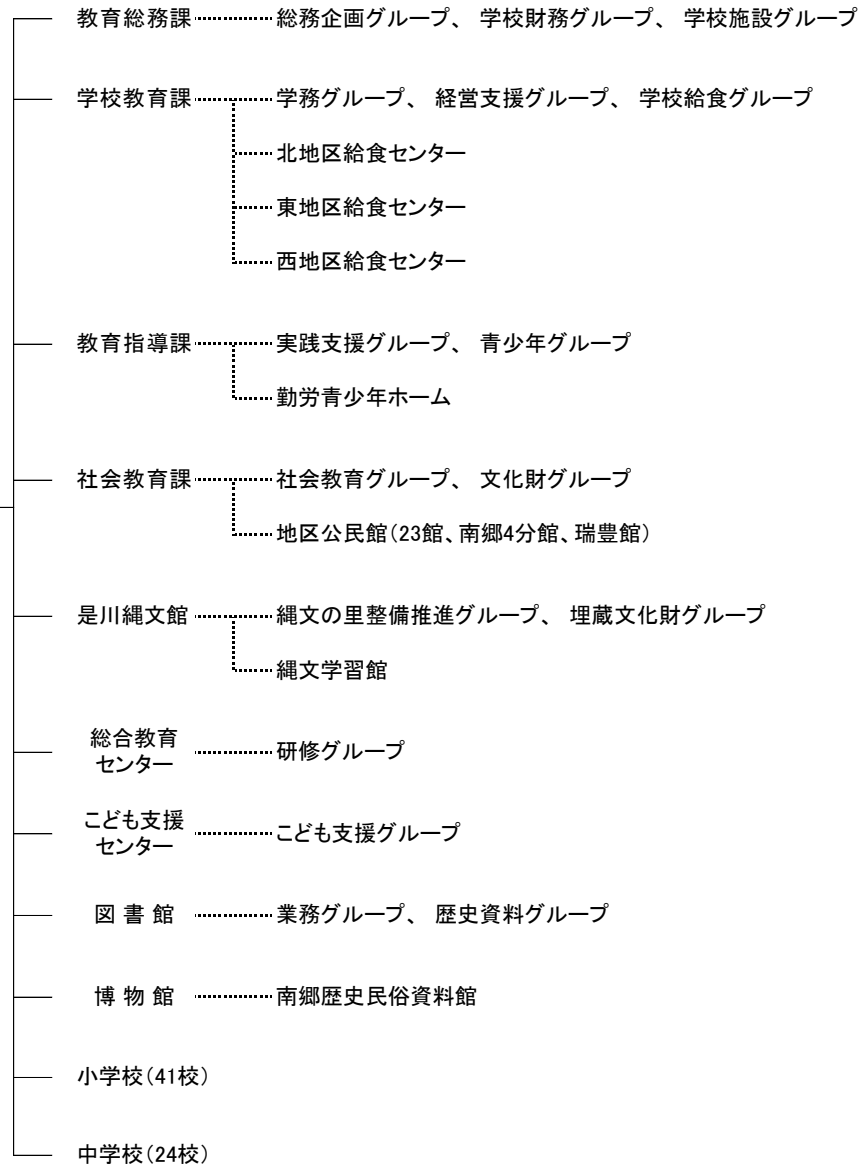 教育総務課 総務企画グループ、 学校財務グループ、 学校施設グループ
学校教育課 学務グループ、 経営支援グループ、 学校給食グループ
北地区給食センター
東地区給食センター
西地区給食センター
教育指導課 実践支援グループ、 青少年グループ
勤労青少年ホーム
社会教育課 社会教育グループ、 文化財グループ
地区公民館(23館、南郷4分館、瑞豊館)
是川縄文館 縄文の里整備推進グループ、 埋蔵文化財グループ
縄文学習館
総合教育
センター 研修グループ
こども支援
センター こども支援グループ
図 書 館 業務グループ、 歴史資料グループ
博 物 館 南郷歴史民俗資料館
小学校(41校)
中学校(24校)